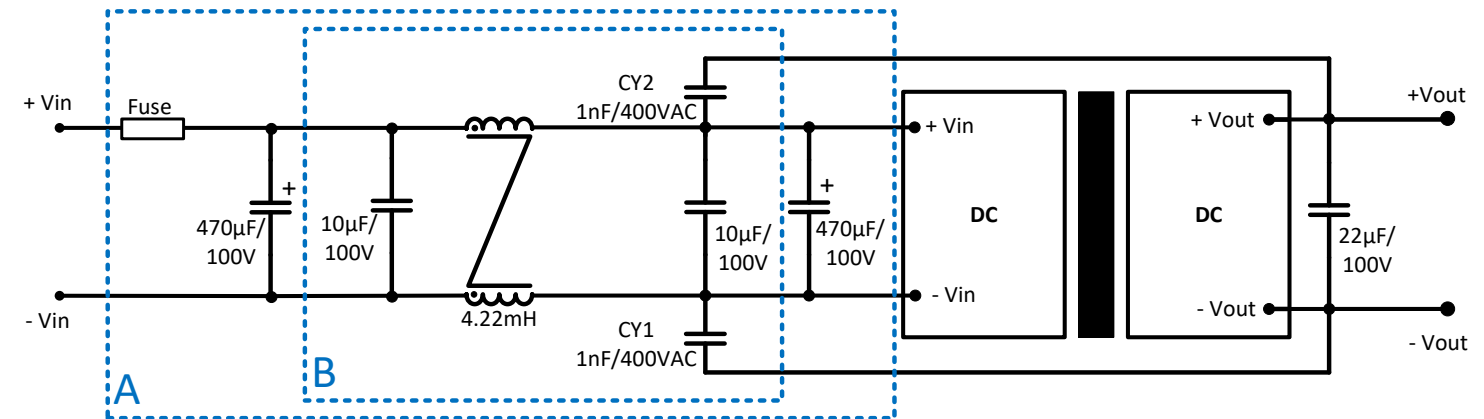 + Vin
Fuse
470µF/
100V
+
10µF/
100V
4.22mH
CY2
1nF/400VAC
10µF/
100V
+
470µF/
100V
CY1
1nF/400VAC
- Vin
A
B
+ Vin
DC
- Vin
+ Vout
DC
- Vout
22µF/
100V
+Vout
- Vout